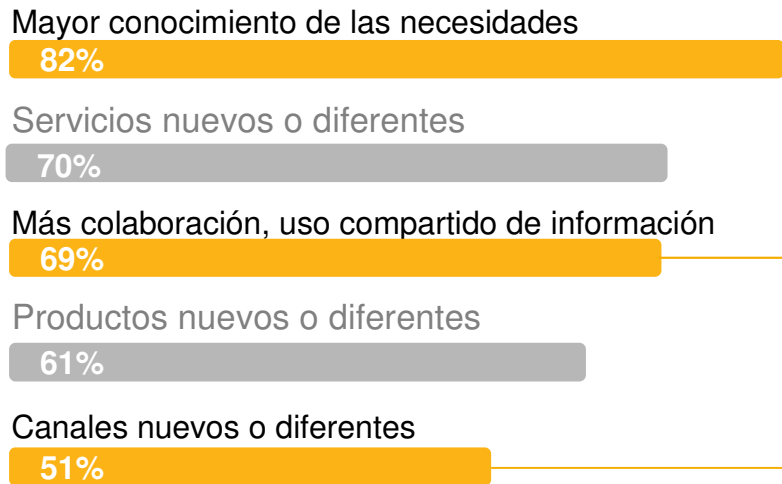 Mayor conocimiento de las necesidades
82%
Servicios nuevos o diferentes
70%
Más colaboración, uso compartido de información
69%
Productos nuevos o diferentes
61%
Canales nuevos o diferentes
51%